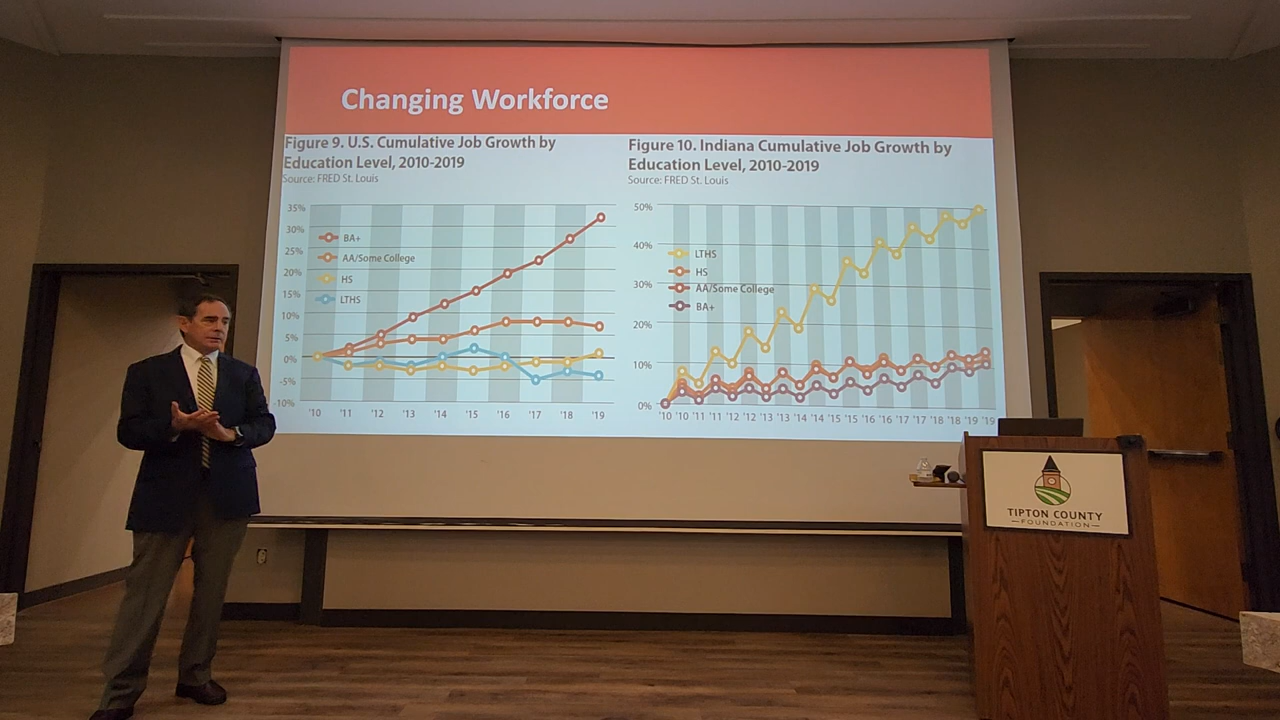 Changing Workforce
Figure 9. U.S. Cumulative Job Growth by
Education Level, 2010-2019
Source: FRED St. Louis
35%
30%
25%
20%
15%
10%
5%
0%
-5%
-10%
BA+
AA/Some College
HS
LTHS
'10 '11 '12 '13 '14 '15 '16 '17 '18 '19
Figure 10. Indiana Cumulative Job Growth by
Education Level, 2010-2019
Source: FRED St. Louis
50%
40%
30%
20%
10%
0%
LTHS
HS
AA/Some College
BA+
'10 '10 '11 '11 '12 '12 '13 '13 '14 '14 '15 '15 '16 '16 '17 '17 '18 '18 '19 '19
TIPTON COUNTY
FOUNDATION